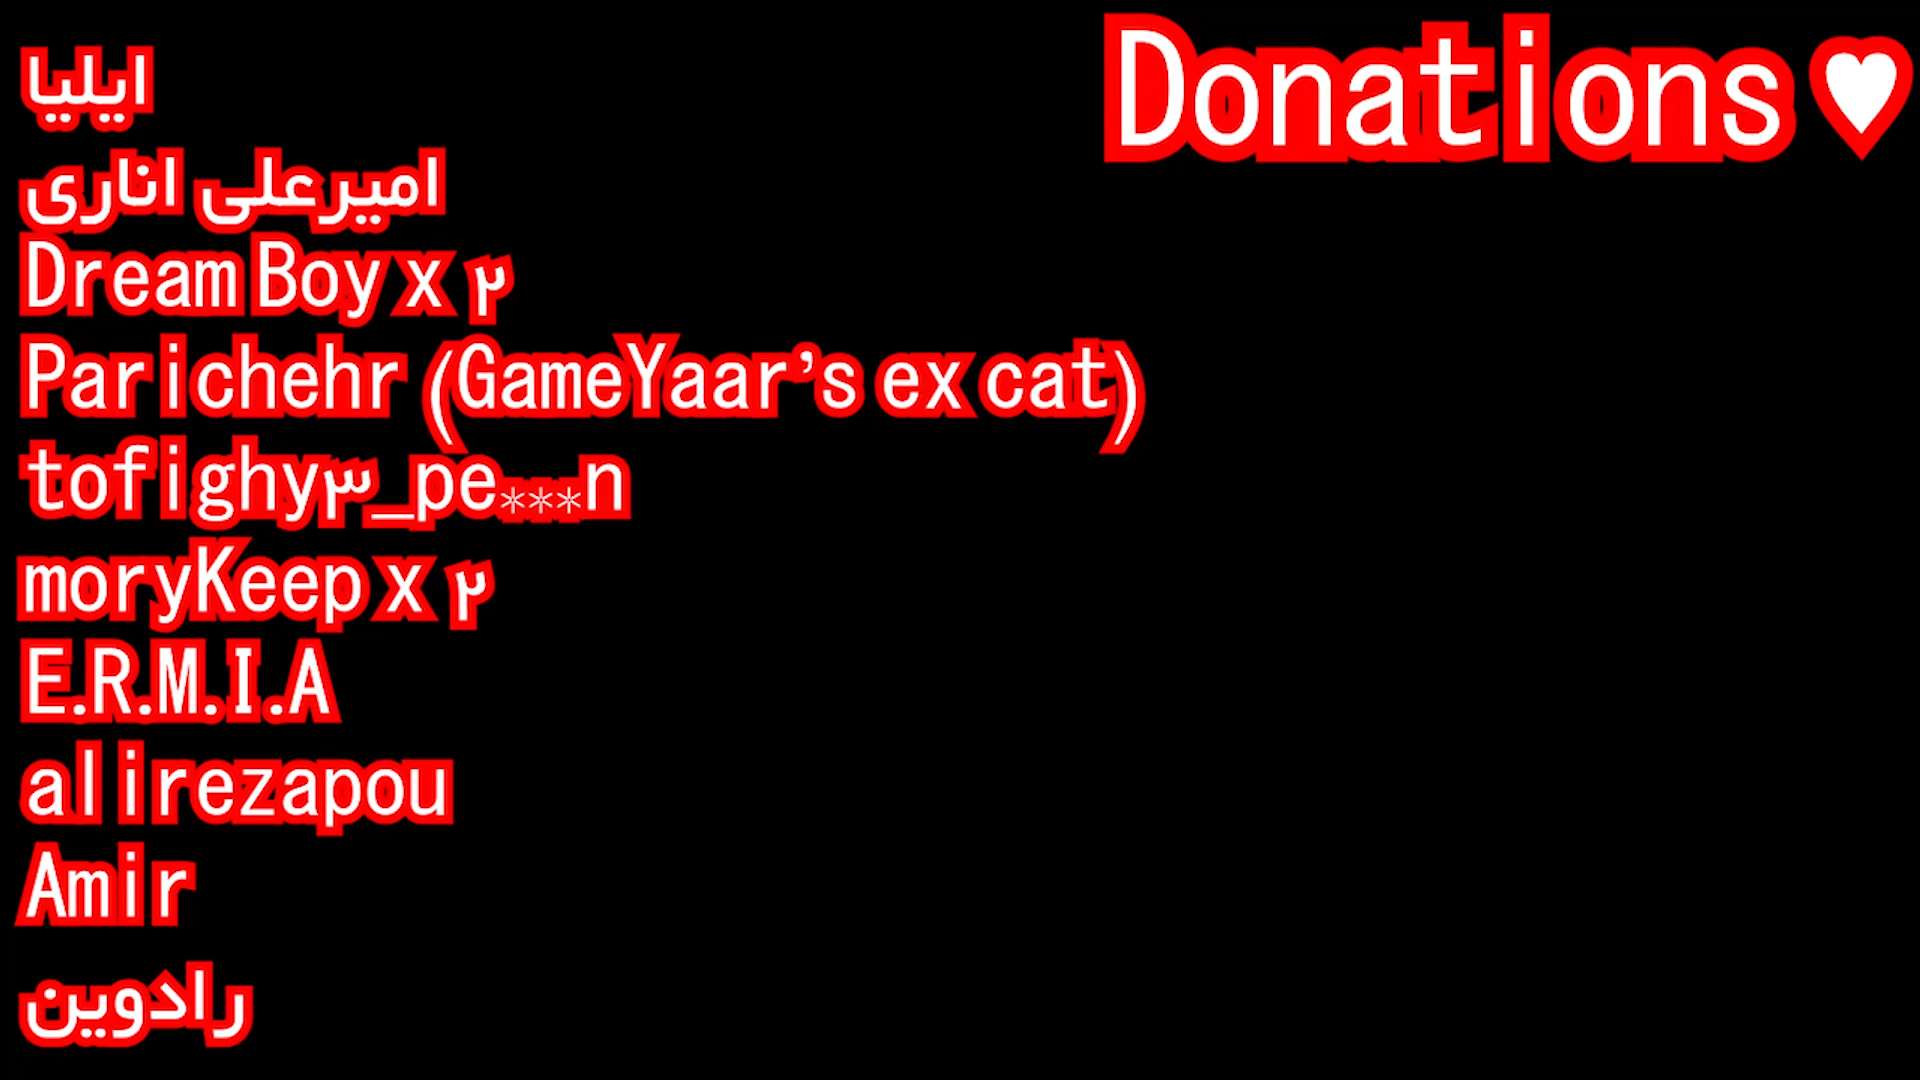 Donations♥
ایلیا
امیرعلی اناری
Dream Boy x ۲
Parichehr (GameYaar’s ex cat)
tofighy۳_pe***n
moryKeep x ۲
E.R.M.I.A
alirezapou
Amir
رادوین